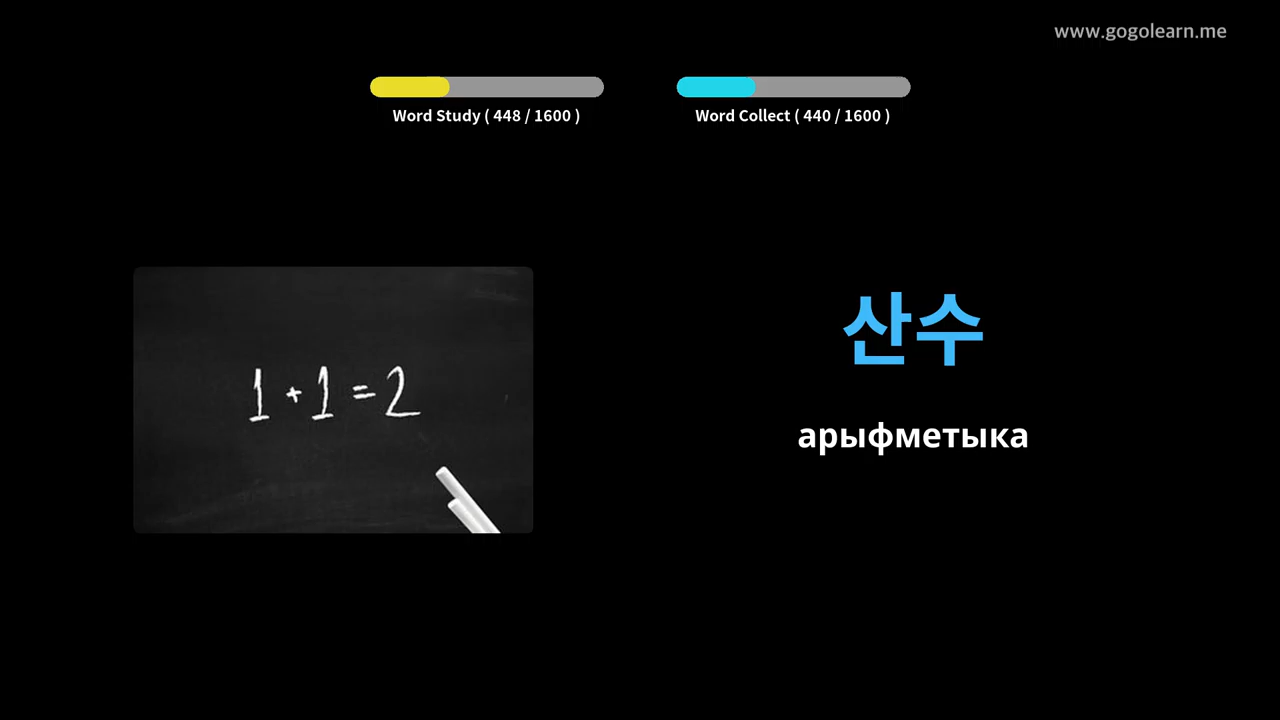 www.gogolearn.me
Word Study ( 448 / 1600 )
Word Collect ( 440 / 1600 )
1 + 1 = 2
산수
арыфметыка